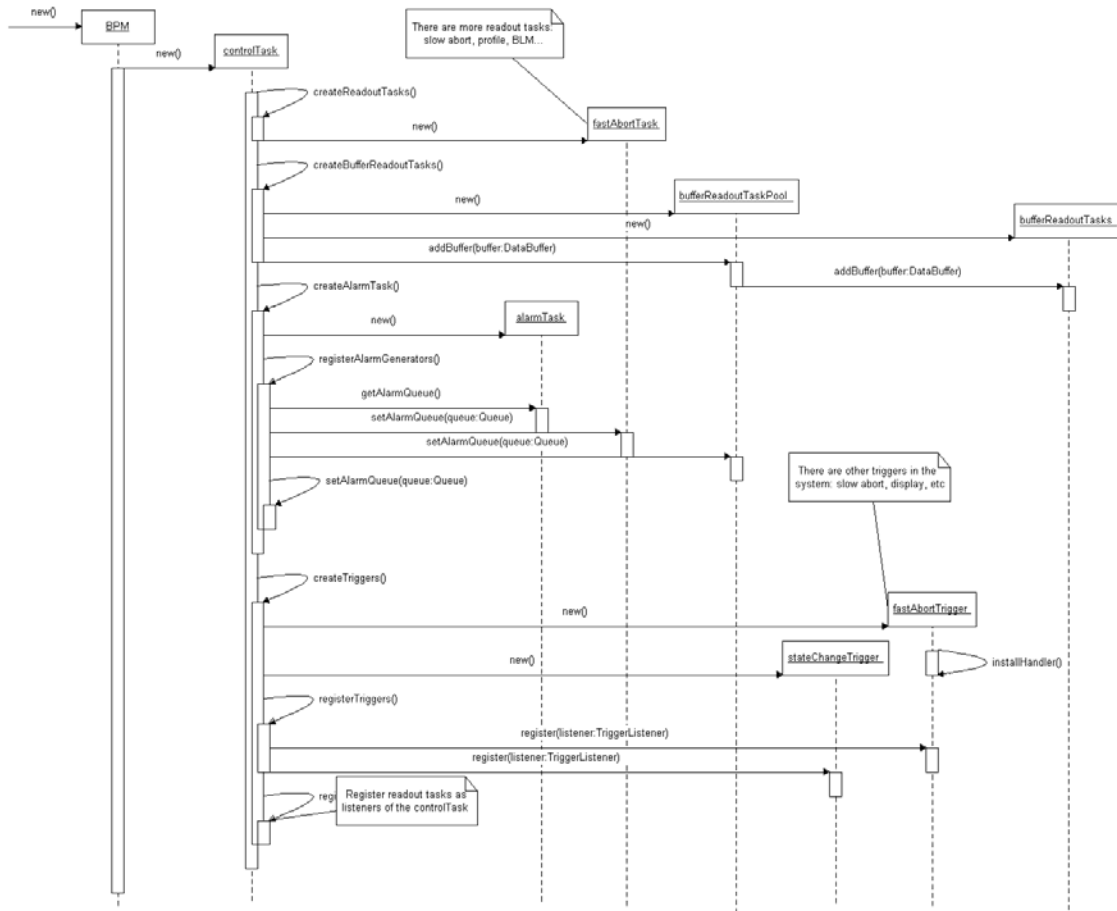 new()
BPM
new()
controlTask
There are more readout tasks:
slow abort, profile, BLM...
createReadoutTasks()
new()
fastAbortTask
createBufferReadoutTasks()
new()
bufferReadoutTaskPool
new()
bufferReadoutTasks
addBuffer(buffer:DataBuffer)
addBuffer(buffer:DataBuffer)
createAlarmTask()
new()
alarmTask
registerAlarmGenerators()
getAlarmQueue()
setAlarmQueue(queue:Queue)
setAlarmQueue(queue:Queue)
setAlarmQueue(queue:Queue)
There are other triggers in the
system: slow abort, display, etc
createTriggers()
new()
fastAbortTrigger
new()
stateChangeTrigger
installHandler()
registerTriggers()
register(listener:TriggerListener)
register(listener:TriggerListener)
Register readout tasks as
listeners of the controlTask